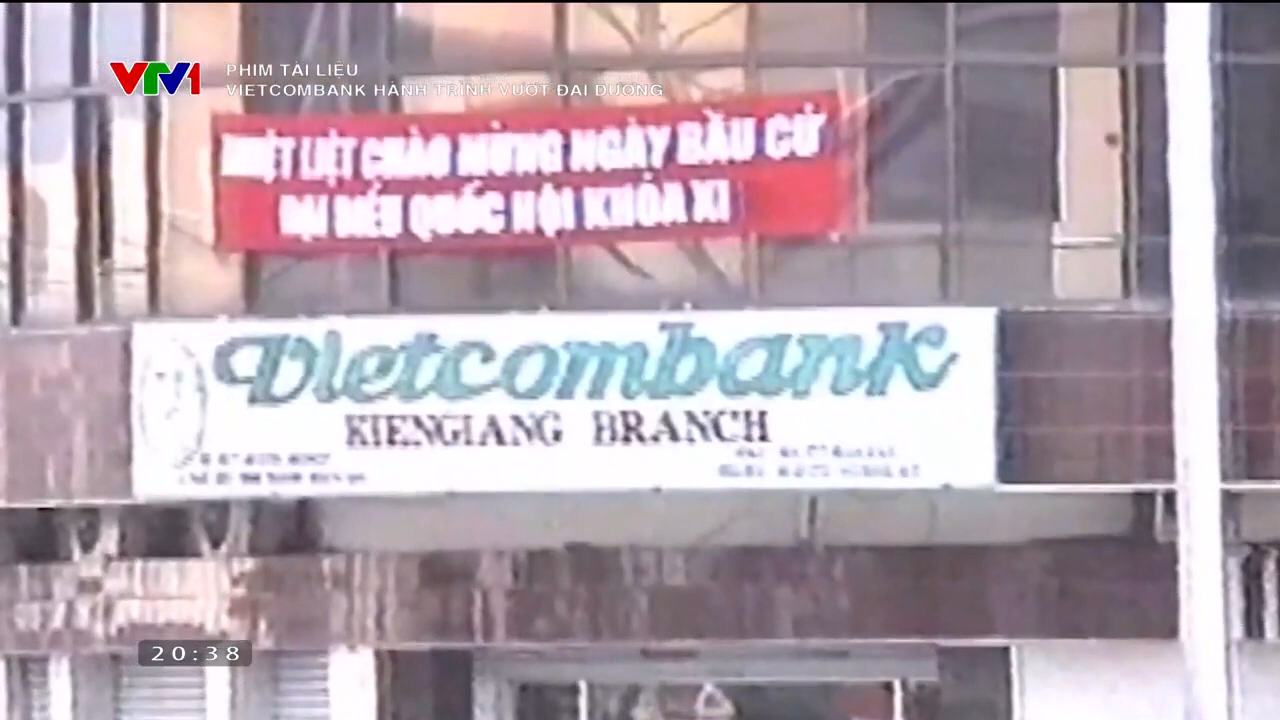 VTV1
PHIM TÀI LIỆU
VIETCOMBANK HÀNH TRÌNH VƯỢT ĐẠI DƯƠNG
NHIỆT LIỆT CHÀO MỪNG NGÀY BẦU CỬ
ĐẠI BIỂU QUỐC HỘI KHÓA XI
Vietcombank
KIENGIANG BRANCH
20:38